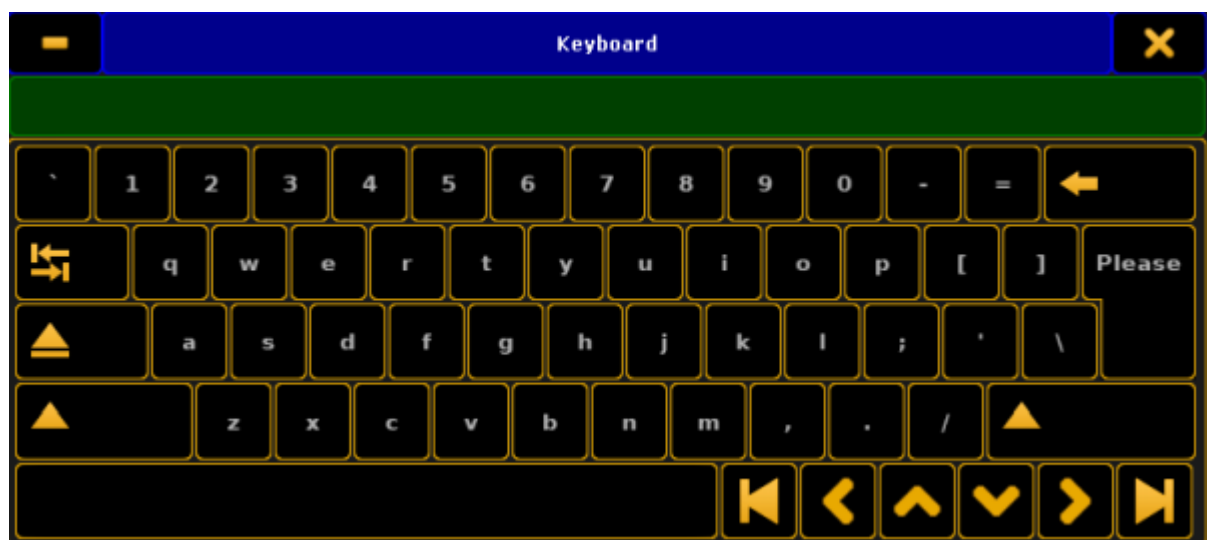 Keyboard
` 1 2 3 4 5 6 7 8 9 0 - =
q w e r t y u i o p [ ] Please
a s d f g h j k l ; ' \
z x c v b n m , . /